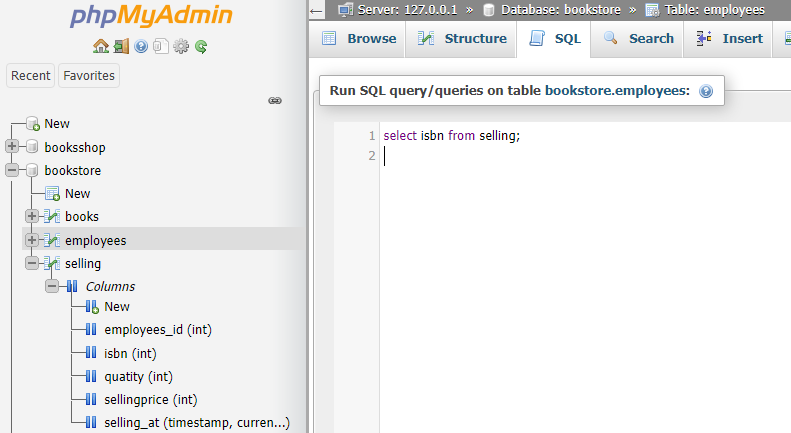 phpMyAdmin
Recent Favorites
New
booksshop
bookstore
New
books
employees
selling
Columns
New
employees_id (int)
isbn (int)
quatity (int)
sellingprice (int)
selling_at (timestamp, curren...)
← Server: 127.0.0.1 » Database: bookstore » Table: employees
Browse Structure SQL Search Insert
Run SQL query/queries on table bookstore.employees:
1 select isbn from selling;
2